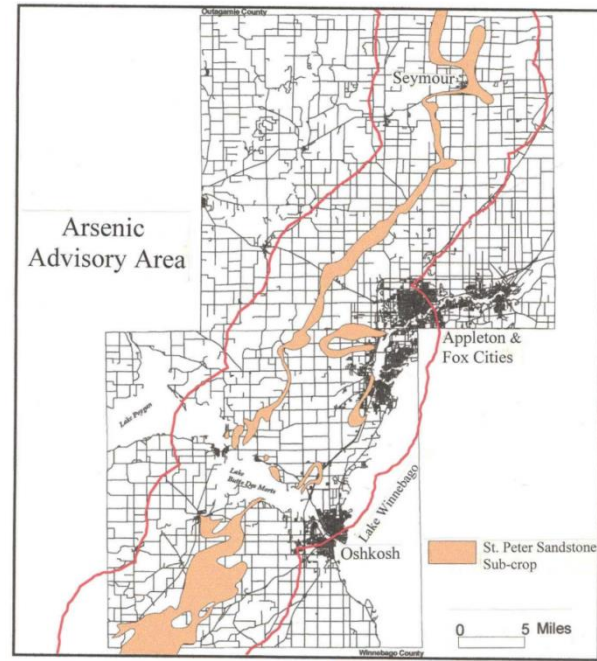 Outagamie County
Seymour
Arsenic
Advisory Area
Appleton &
Fox Cities
Lake Poygan
Lake
Butte Des Morts
Lake Winnebago
Oshkosh
St. Peter Sandstone
Sub-crop
0 5 Miles
Winnebago County